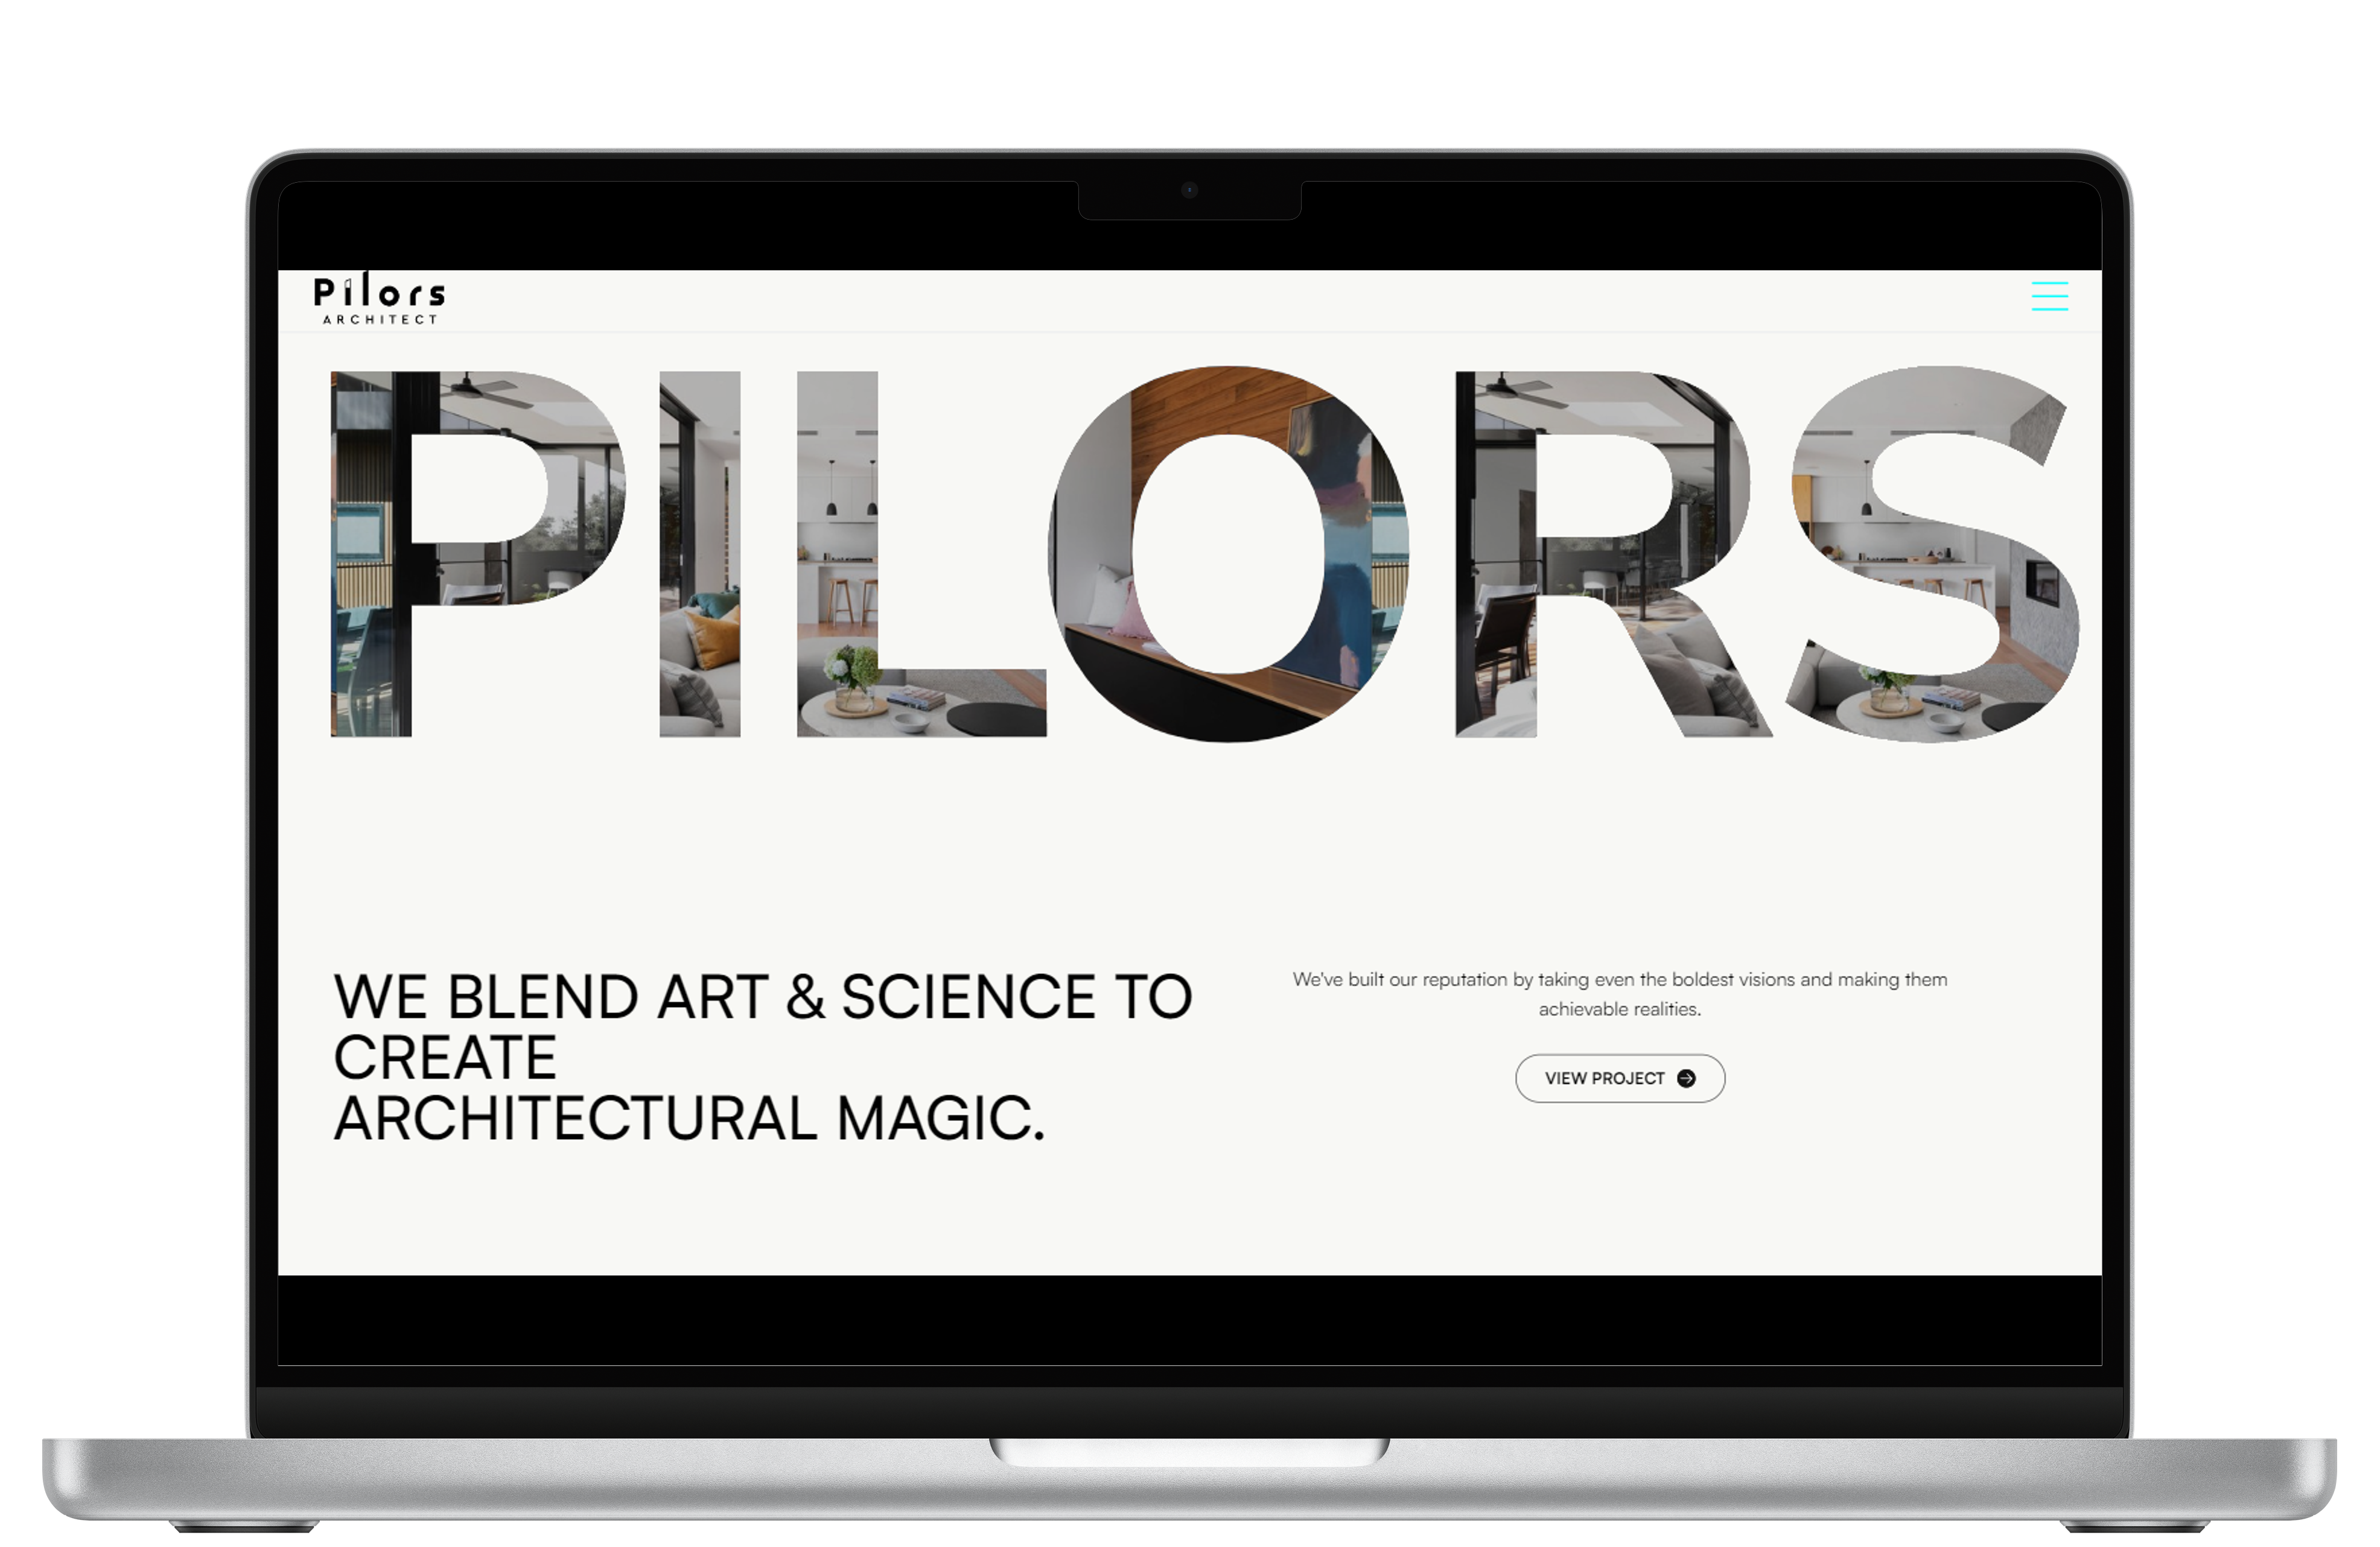 Pilors
ARCHITECT
PILORS
WE BLEND ART & SCIENCE TO
CREATE
ARCHITECTURAL MAGIC.
We've built our reputation by taking even the boldest visions and making them
achievable realities.
VIEW PROJECT